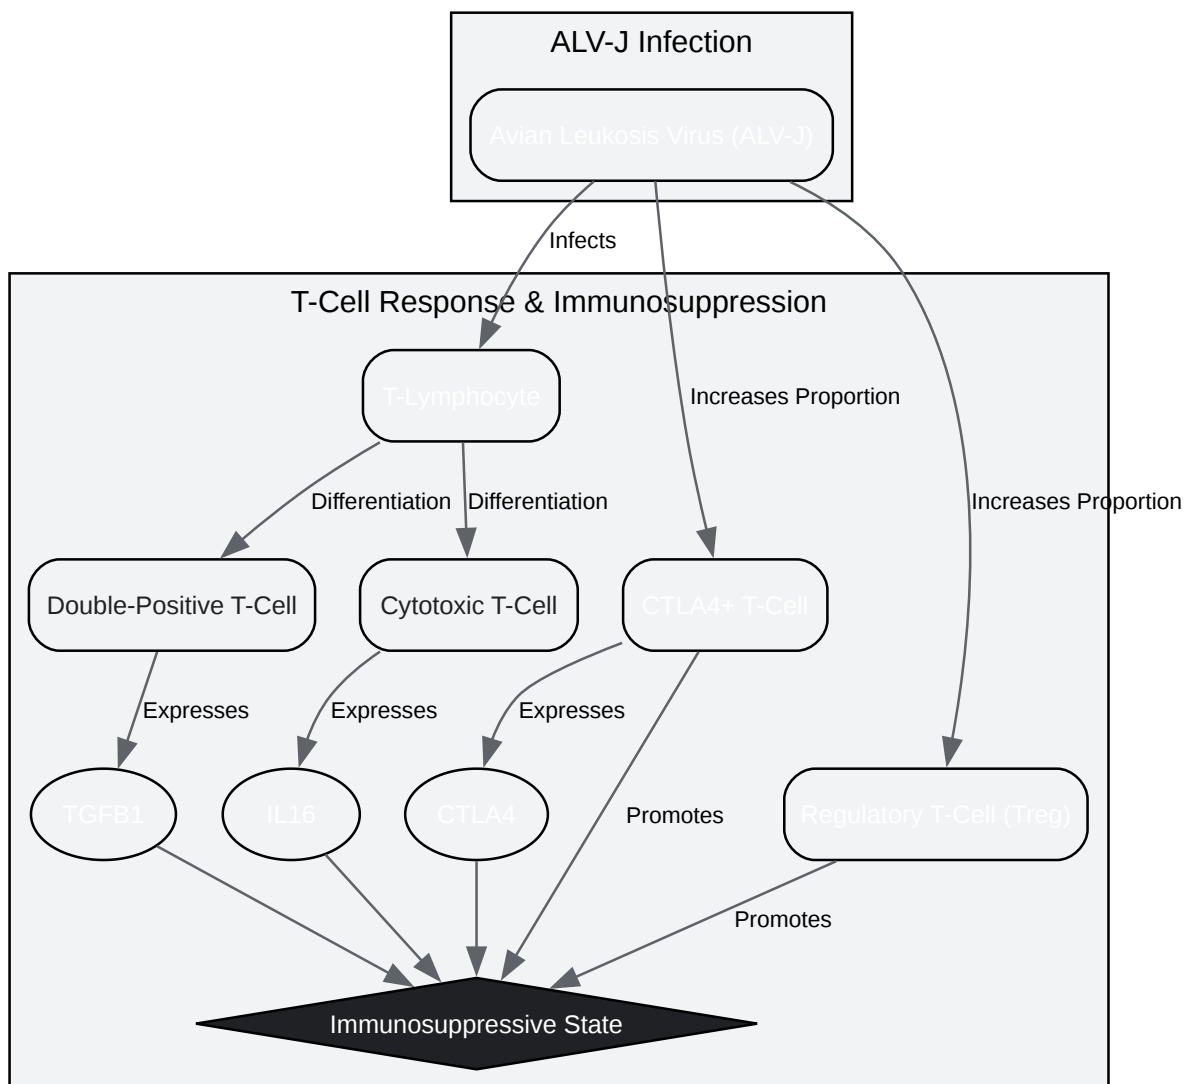 ALV-J Infection
Avian Leukosis Virus (ALV-J)
Infects
T-Cell Response & Immunosuppression
T-Lymphocyte
Increases Proportion
Differentiation
Differentiation
Increases Proportion
Double-Positive T-Cell
Cytotoxic T-Cell
CTLA4+ T-Cell
Expresses
Expresses
Expresses
TGFB1
IL16
CTLA4
Promotes
Regulatory T-Cell (Treg)
Promotes
Immunosuppressive State